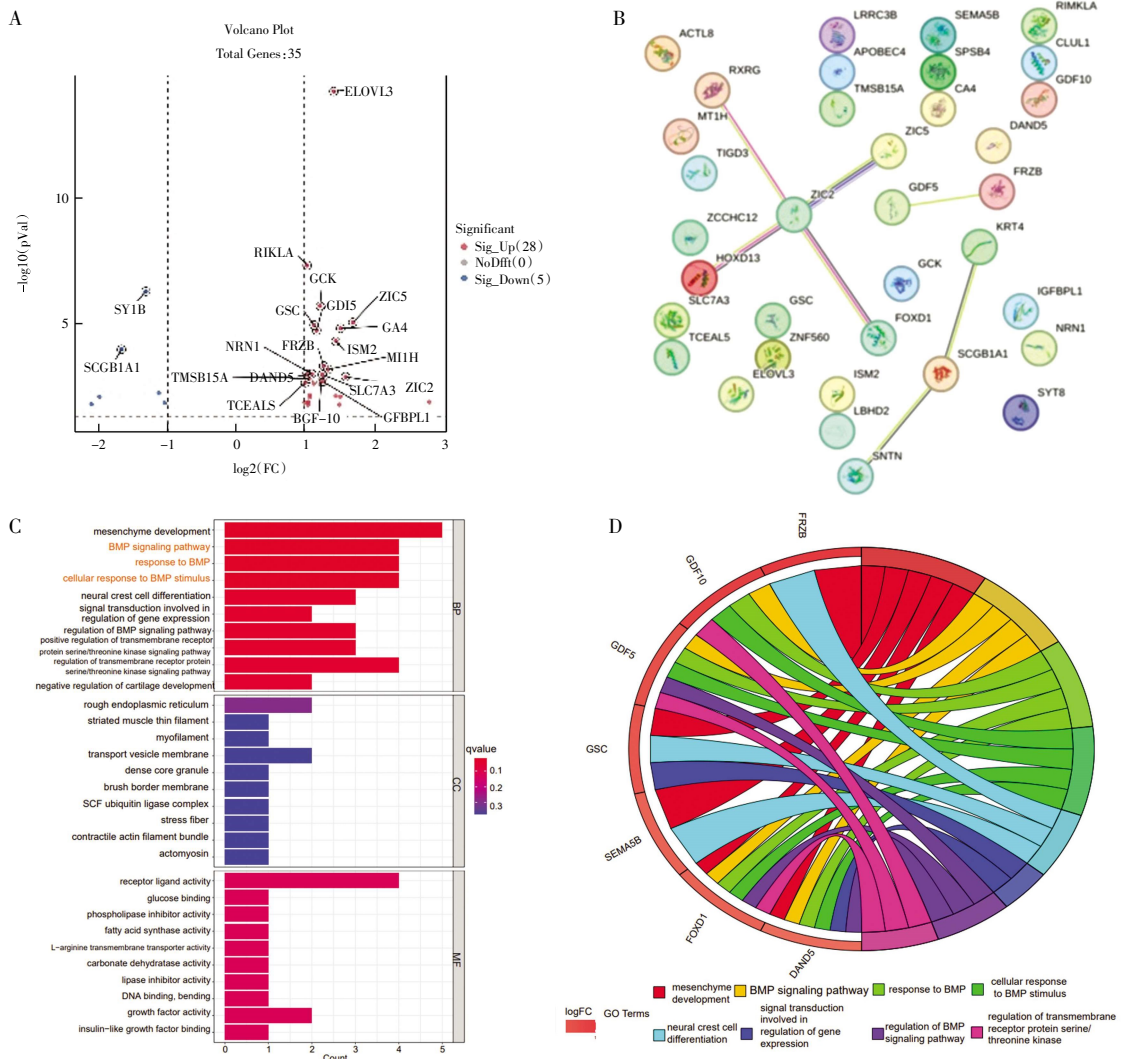 A
Volcano Plot
Total Genes:35
ELOVL3
10
-log10(pVal)
RIKLA
GCK
SY1B
GSC
GDI5
ZIC5
GA4
5
NRN1
FRZB
ISM2
MI1H
SCGB1A1
TMSB15A
DAND5
SLC7A3
ZIC2
TCEALS
BGF-10
GFBPL1
-2
-1
0
1
2
3
log2(FC)
Significant
Sig_Up(28)
NoDfft(0)
Sig_Down(5)
B
ACTL8
LRRC3B
SEMA5B
RIMKLA
RXRG
APOBEC4
SPSB4
CLUL1
TMSB15A
CA4
GDF10
MT1H
ZIC5
DAND5
TIGD3
ZIC2
GDF5
FRZB
ZCCHC12
KRT4
HOXD13
GCK
SLC7A3
GSC
IGFBPL1
FOXD1
TCEAL5
ZNF560
NRN1
SCGB1A1
ELOVL3
ISM2
LBHD2
SYT8
SNTN
C
mesenchyme development
BMP signaling pathway
response to BMP
cellular response to BMP stimulus
neural crest cell differentiation
signal transduction involved in
regulation of gene expression
regulation of BMP signaling pathway
positive regulation of transmembrane receptor
protein serine/threonine kinase signaling pathway
regulation of transmembrane receptor protein
serine/threonine kinase signaling pathway
negative regulation of cartilage development
BP
rough endoplasmic reticulum
striated muscle thin filament
myofilament
transport vesicle membrane
dense core granule
brush border membrane
SCF ubiquitin ligase complex
stress fiber
contractile actin filament bundle
actomyosin
CC
receptor ligand activity
glucose binding
phospholipase inhibitor activity
fatty acid synthase activity
L-arginine transmembrane transporter activity
carbonate dehydratase activity
lipase inhibitor activity
DNA binding, bending
growth factor activity
insulin-like growth factor binding
MF
0
1
2
3
4
5
Count
qvalue
0.1
0.2
0.3
D
FRZB
GDF10
GDF5
GSC
SEMA5B
FOXD1
DAND5
logFC
GO Terms
mesenchyme
development
BMP signaling pathway
response to BMP
cellular response
to BMP stimulus
neural crest cell
differentiation
signal transduction
involved in
regulation of gene
expression
regulation of BMP
signaling pathway
regulation of transmembrane
receptor protein serine/
threonine kinase